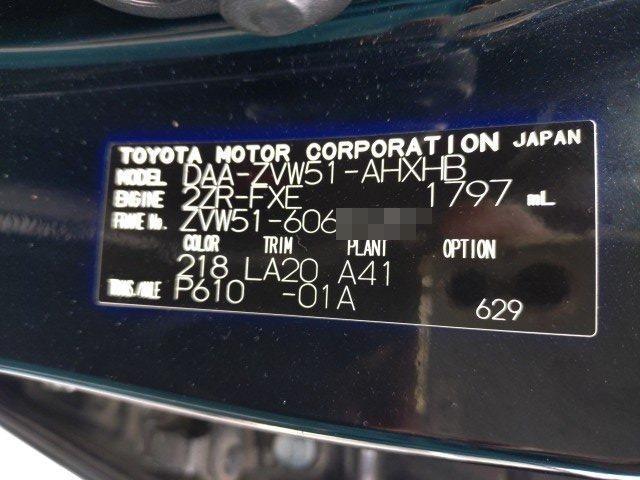 TOYOTA MOTOR CORPORATION JAPAN
MODEL DAA-ZVW51-AHXHB
ENGINE 2ZR-FXE 1797 mL
FRAME No. ZVW51-606
COLOR TRIM PLANT OPTION
218 LA20 A41
TRANS./AXLE P610 -01A
629